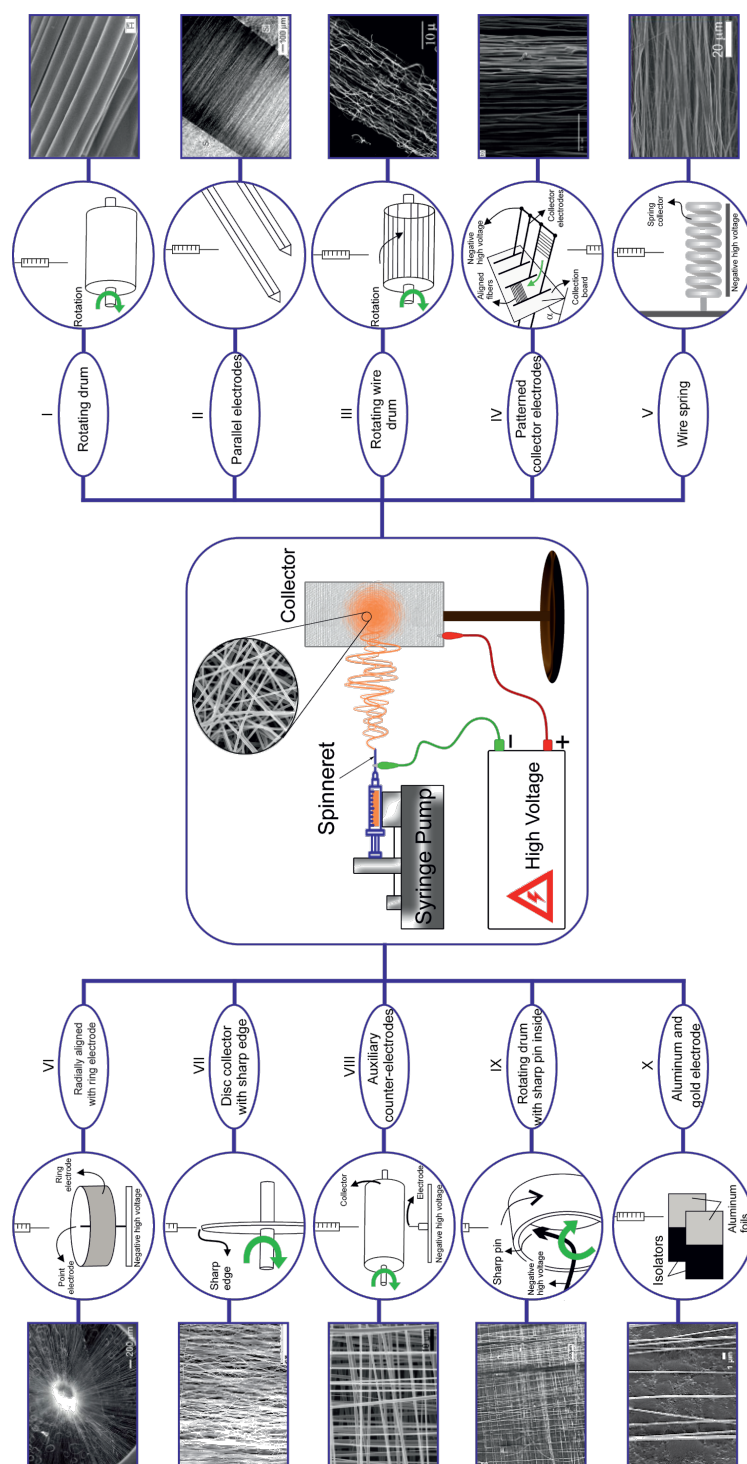 VI
Radially aligned
with ring electrode
Point
electrode
Ring
electrode
Negative high voltage
200 µm
VII
Disc collector
with sharp edge
Sharp
edge
VIII
Auxiliary
counter-electrodes
Collector
Electrode
Negative high voltage
IX
Rotating drum
with sharp pin inside
Sharp pin
Negative
high voltage
X
Aluminum and
gold electrode
Isolators
Aluminum
foils
1 µm
Spinneret
Collector
Syringe Pump
High Voltage
−
+
I
Rotating drum
Rotation
II
Parallel electrodes
100 µm
III
Rotating wire
drum
Rotation
10 µ
IV
Patterned
collector electrodes
Negative
high voltage
Aligned
fibers
Collector
electrodes
Collection
board
α
V
Wire spring
Spring
collector
Negative high voltage
20 µm